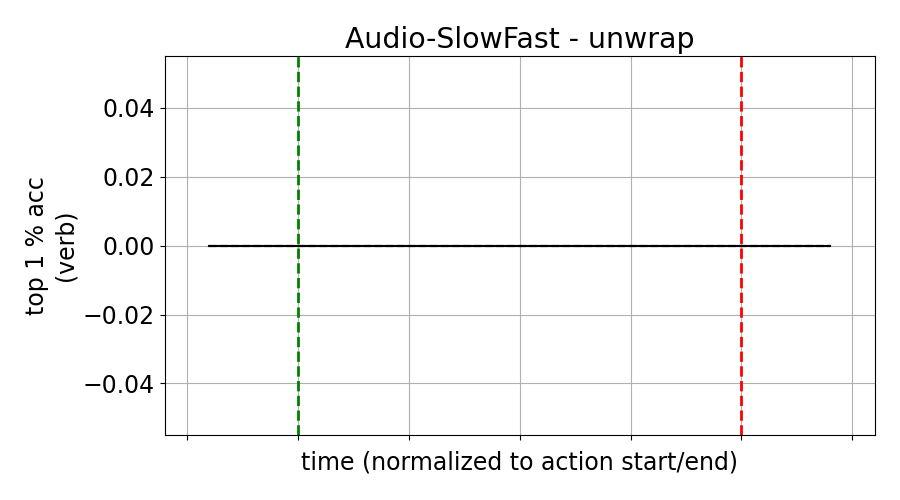 Audio-SlowFast - unwrap
0.04
0.02
0.00
−0.02
−0.04
top 1 % acc
(verb)
time (normalized to action start/end)